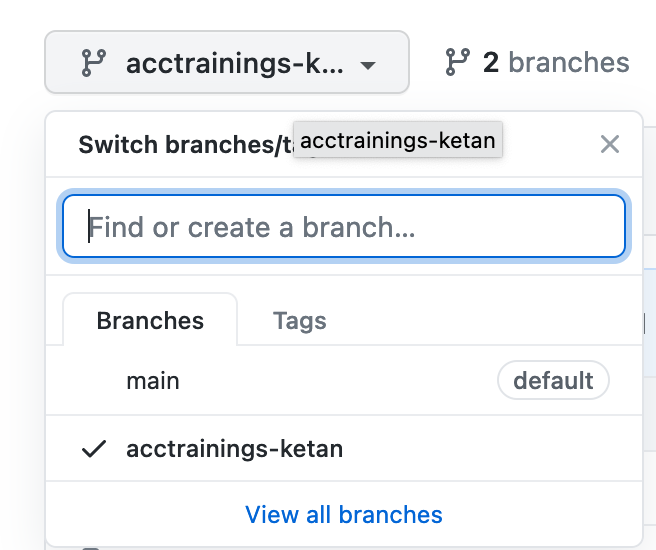 acctrainings-k...
2 branches
Switch branches/t
acctrainings-ketan
Find or create a branch...
Branches
Tags
main
default
acctrainings-ketan
View all branches